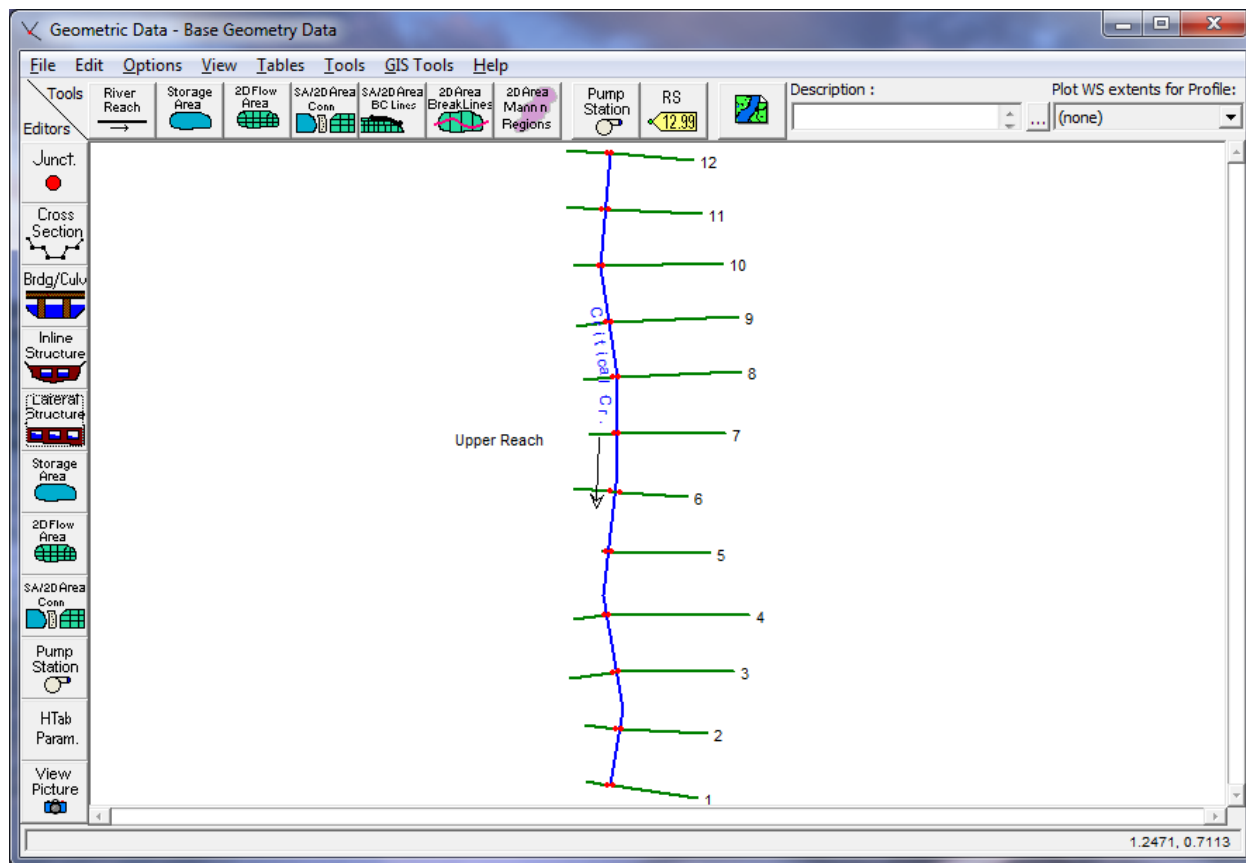 Geometric Data - Base Geometry Data
File Edit Options View Tables Tools GIS Tools Help
Tools
Editors
River
Reach
Storage
Area
2D Flow
Area
SA/2D Area
Conn
SA/2D Area
BC Lines
2D Area
BreakLines
2D Area
Mann n
Regions
Pump
Station
RS
12.99
Description :
...
Plot WS extents for Profile:
(none)
Junct.
Cross
Section
Brdg/Culv
Inline
Structure
Lateral
Structure
Storage
Area
2D Flow
Area
SA/2D Area
Conn
Pump
Station
HTab
Param.
View
Picture
12
11
10
9
Critical Cr.
8
7
Upper Reach
6
5
4
3
2
1
1.2471, 0.7113